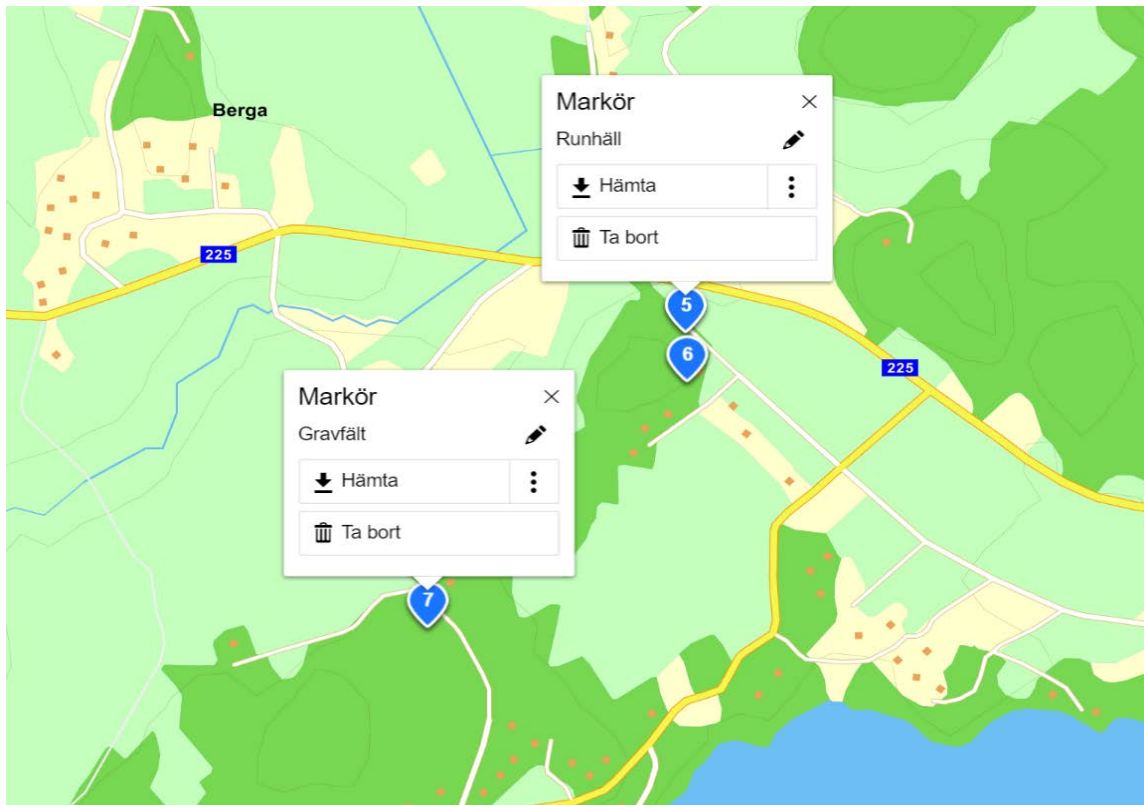 Berga
Markör
Runhäll
Hämta
Ta bort
225
5
6
225
Markör
Gravfält
Hämta
Ta bort
7